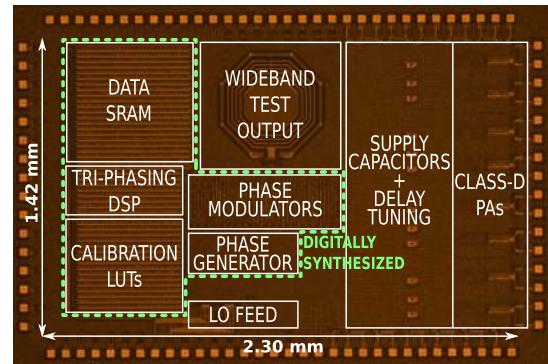 DATA
SRAM
WIDEBAND
TEST
OUTPUT
TRI-PHASING
DSP
PHASE
MODULATORS
SUPPLY
CAPACITORS
+
DELAY
TUNING
CLASS-D
PAs
CALIBRATION
LUTs
PHASE
GENERATOR
DIGITALLY
SYNTHESIZED
LO FEED
1.42 mm
2.30 mm